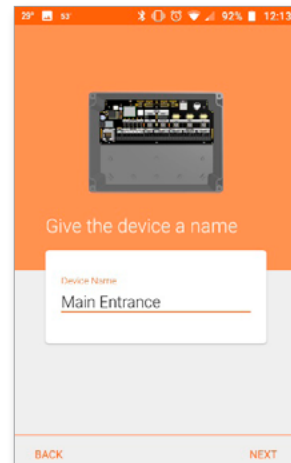 29° 53° 92% 12:13
Give the device a name
Device Name
Main Entrance
BACK NEXT